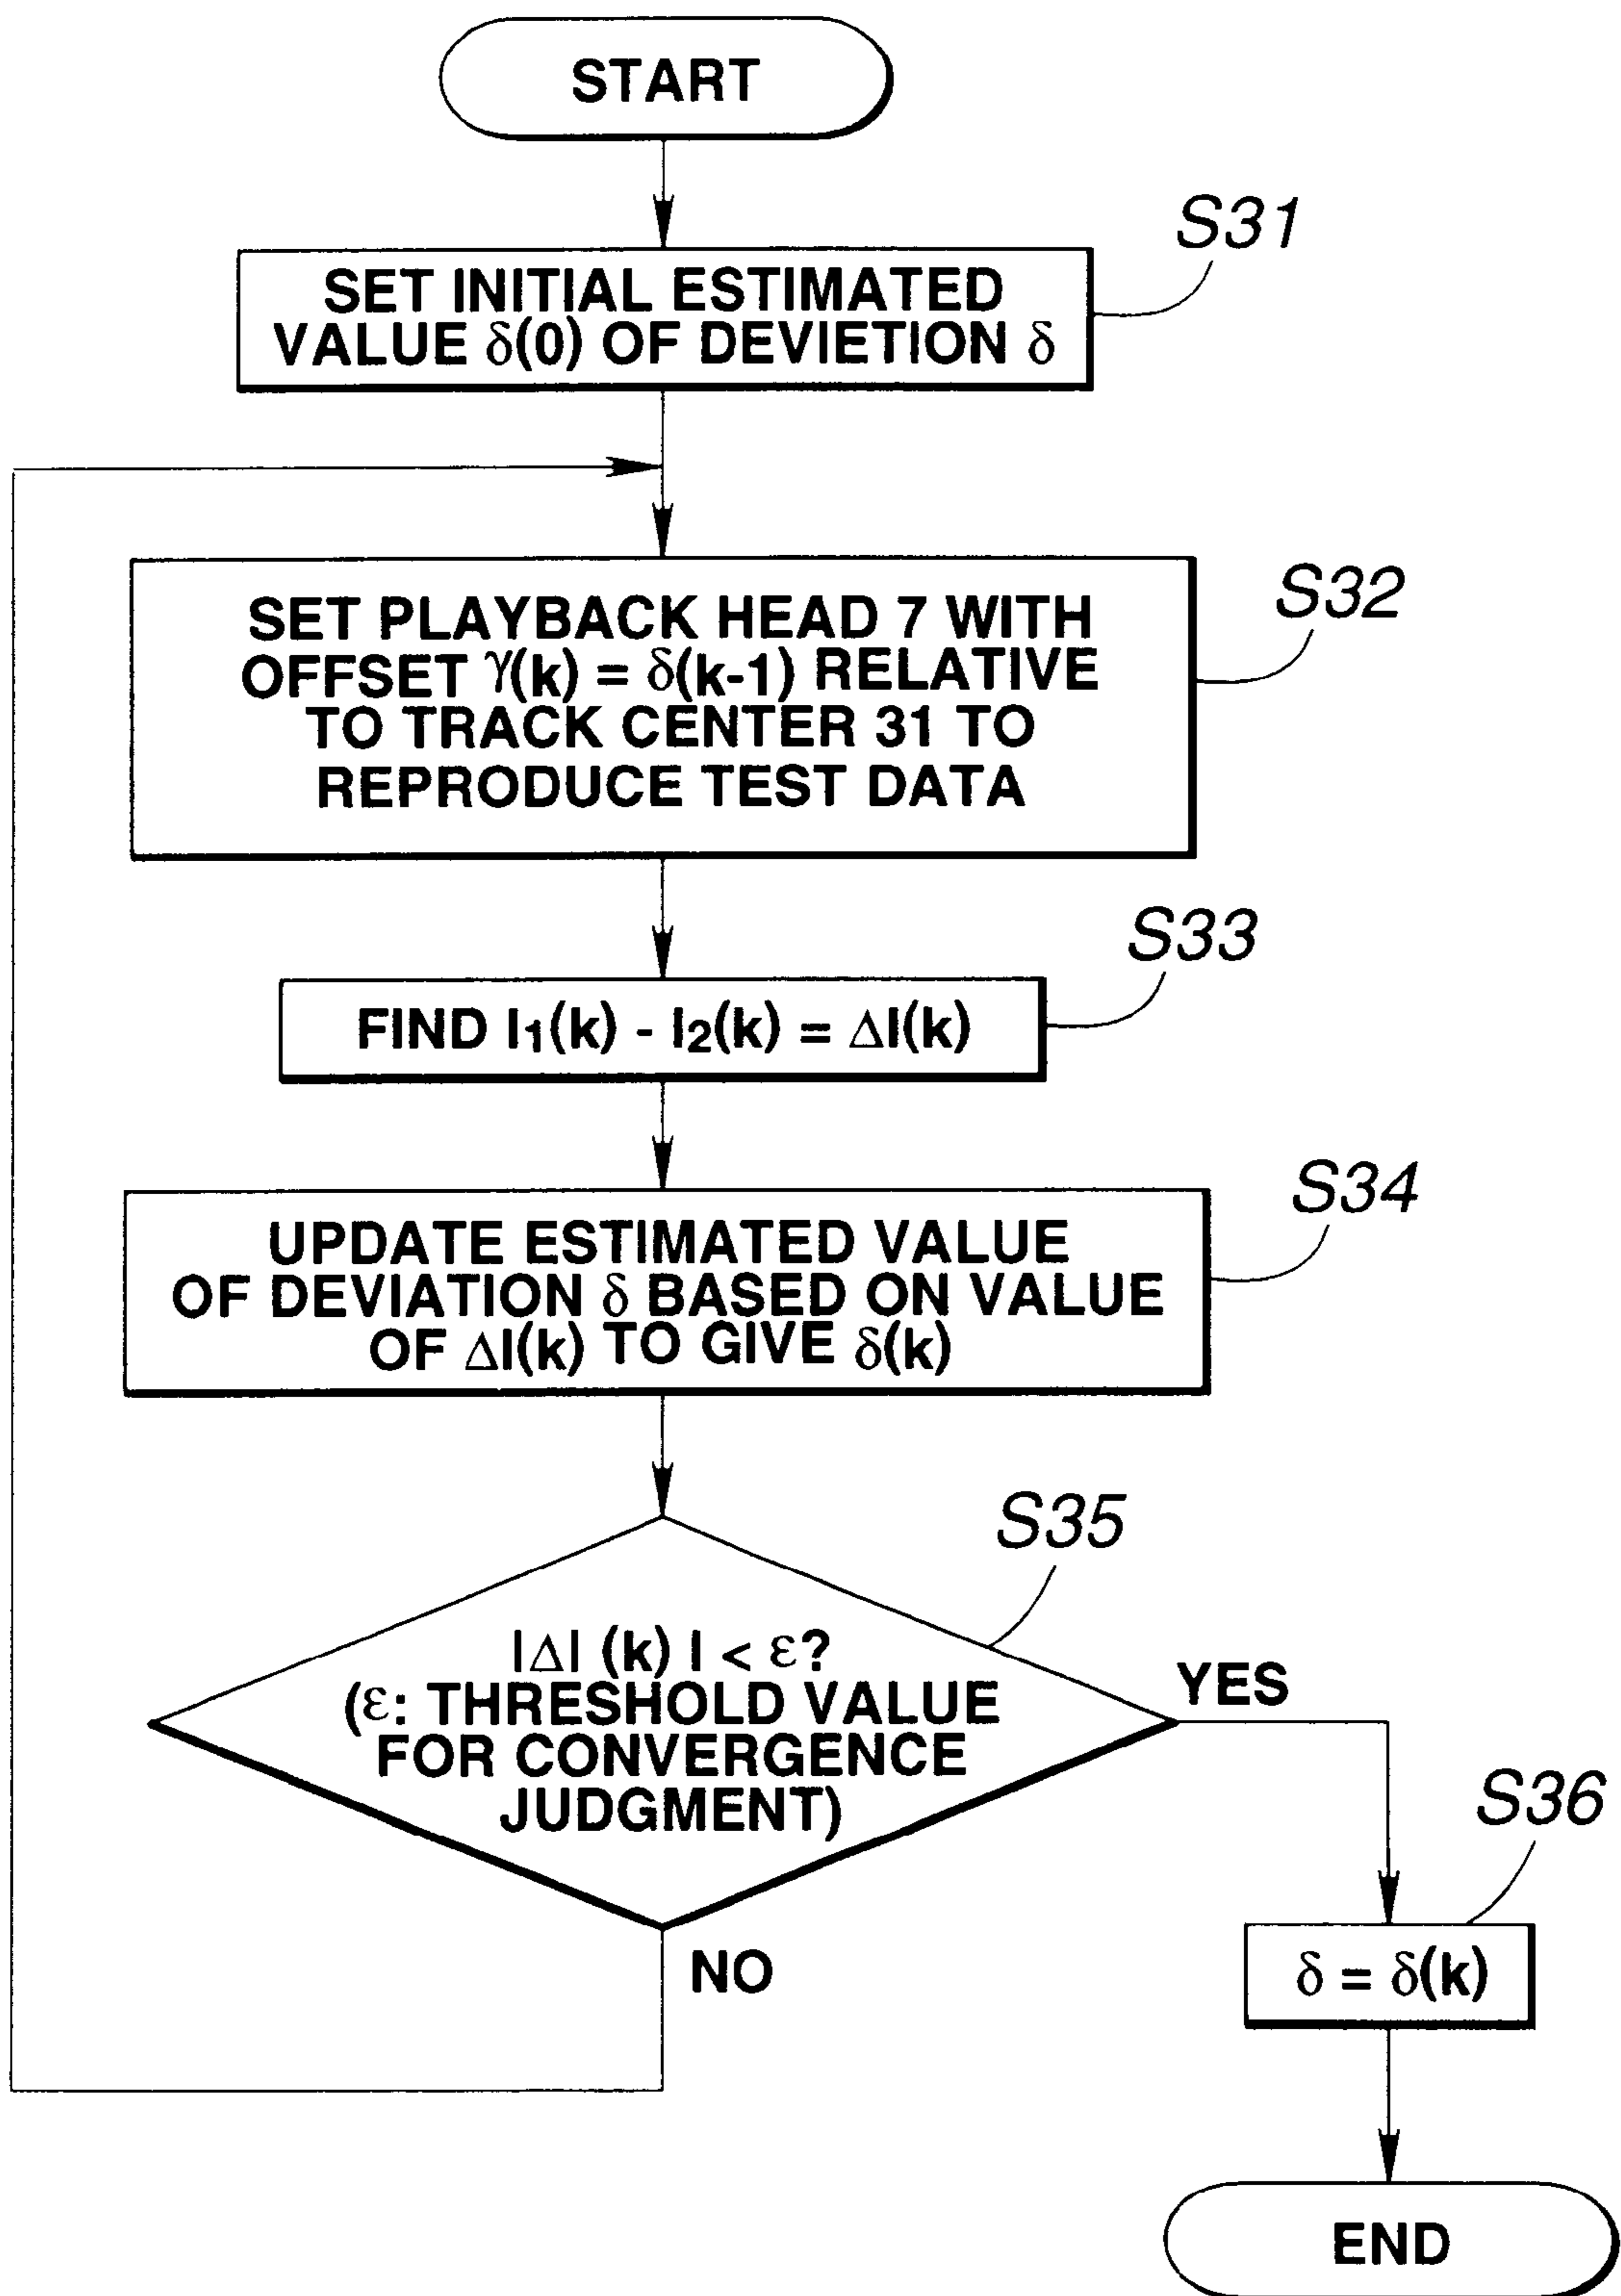 START
S31
SET INITIAL ESTIMATED
VALUE δ(0) OF DEVIETION δ
S32
SET PLAYBACK HEAD 7 WITH
OFFSET γ(k) = δ(k-1) RELATIVE
TO TRACK CENTER 31 TO
REPRODUCE TEST DATA
S33
FIND I1(k) - I2(k) = ΔI(k)
S34
UPDATE ESTIMATED VALUE
OF DEVIATION δ BASED ON VALUE
OF ΔI(k) TO GIVE δ(k)
S35
|ΔI (k) I < ε?
(ε: THRESHOLD VALUE
FOR CONVERGENCE
JUDGMENT)
YES
S36
NO
δ = δ(k)
END